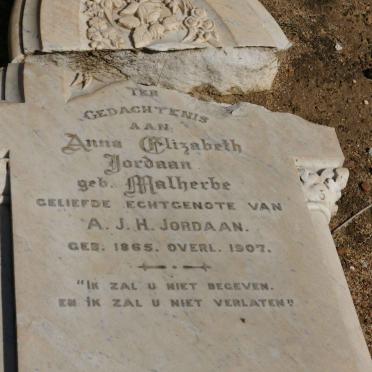 TER
GEDACHTENIS
AAN
Anna Elizabeth
Jordaan
geb. Malherbe
GELIEFDE ECHTGENOTE VAN
A. J. H. JORDAAN.
GEB. 1865. OVERL. 1907.
"IK ZAL U NIET BEGEVEN.
EN IK ZAL U NIET VERLATEN."